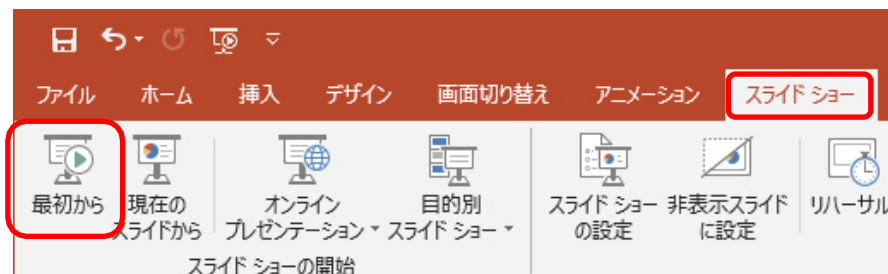 ファイル ホーム 挿入 デザイン 画面切り替え アニメーション スライド ショー
最初から 現在の オンライン 目的別 スライド ショー 非表示スライド リハーサル
スライドから プレゼンテーション スライド ショー の設定 に設定
スライド ショーの開始